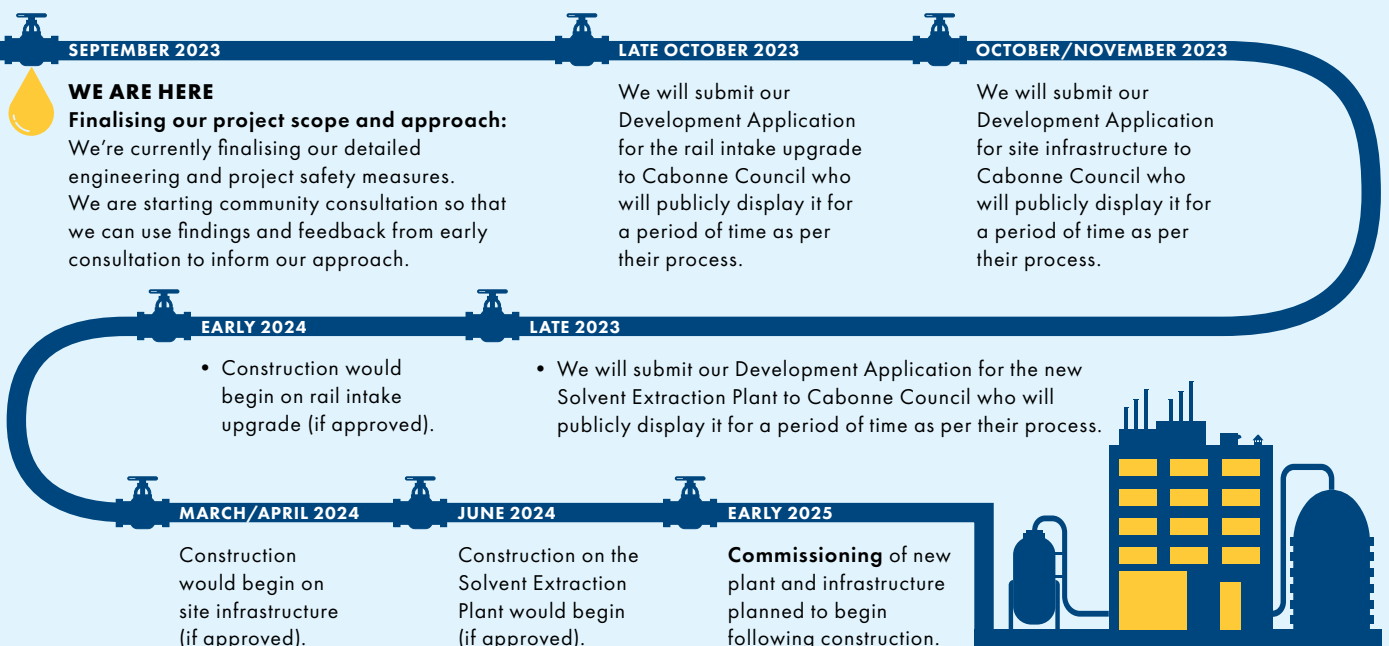 SEPTEMBER 2023
WE ARE HERE
Finalising our project scope and approach:
We're currently finalising our detailed
engineering and project safety measures.
We are starting community consultation so that
we can use findings and feedback from early
consultation to inform our approach.
LATE OCTOBER 2023
We will submit our
Development Application
for the rail intake upgrade
to Cabonne Council who
will publicly display it for
a period of time as per
their process.
OCTOBER/NOVEMBER 2023
We will submit our
Development Application
for site infrastructure to
Cabonne Council who
will publicly display it for
a period of time as per
their process.
LATE 2023
• We will submit our Development Application for the new
Solvent Extraction Plant to Cabonne Council who will
publicly display it for a period of time as per their process.
EARLY 2024
• Construction would
begin on rail intake
upgrade (if approved).
MARCH/APRIL 2024
Construction
would begin on
site infrastructure
(if approved).
JUNE 2024
Construction on the
Solvent Extraction
Plant would begin
(if approved).
EARLY 2025
Commissioning of new
plant and infrastructure
planned to begin
following construction.